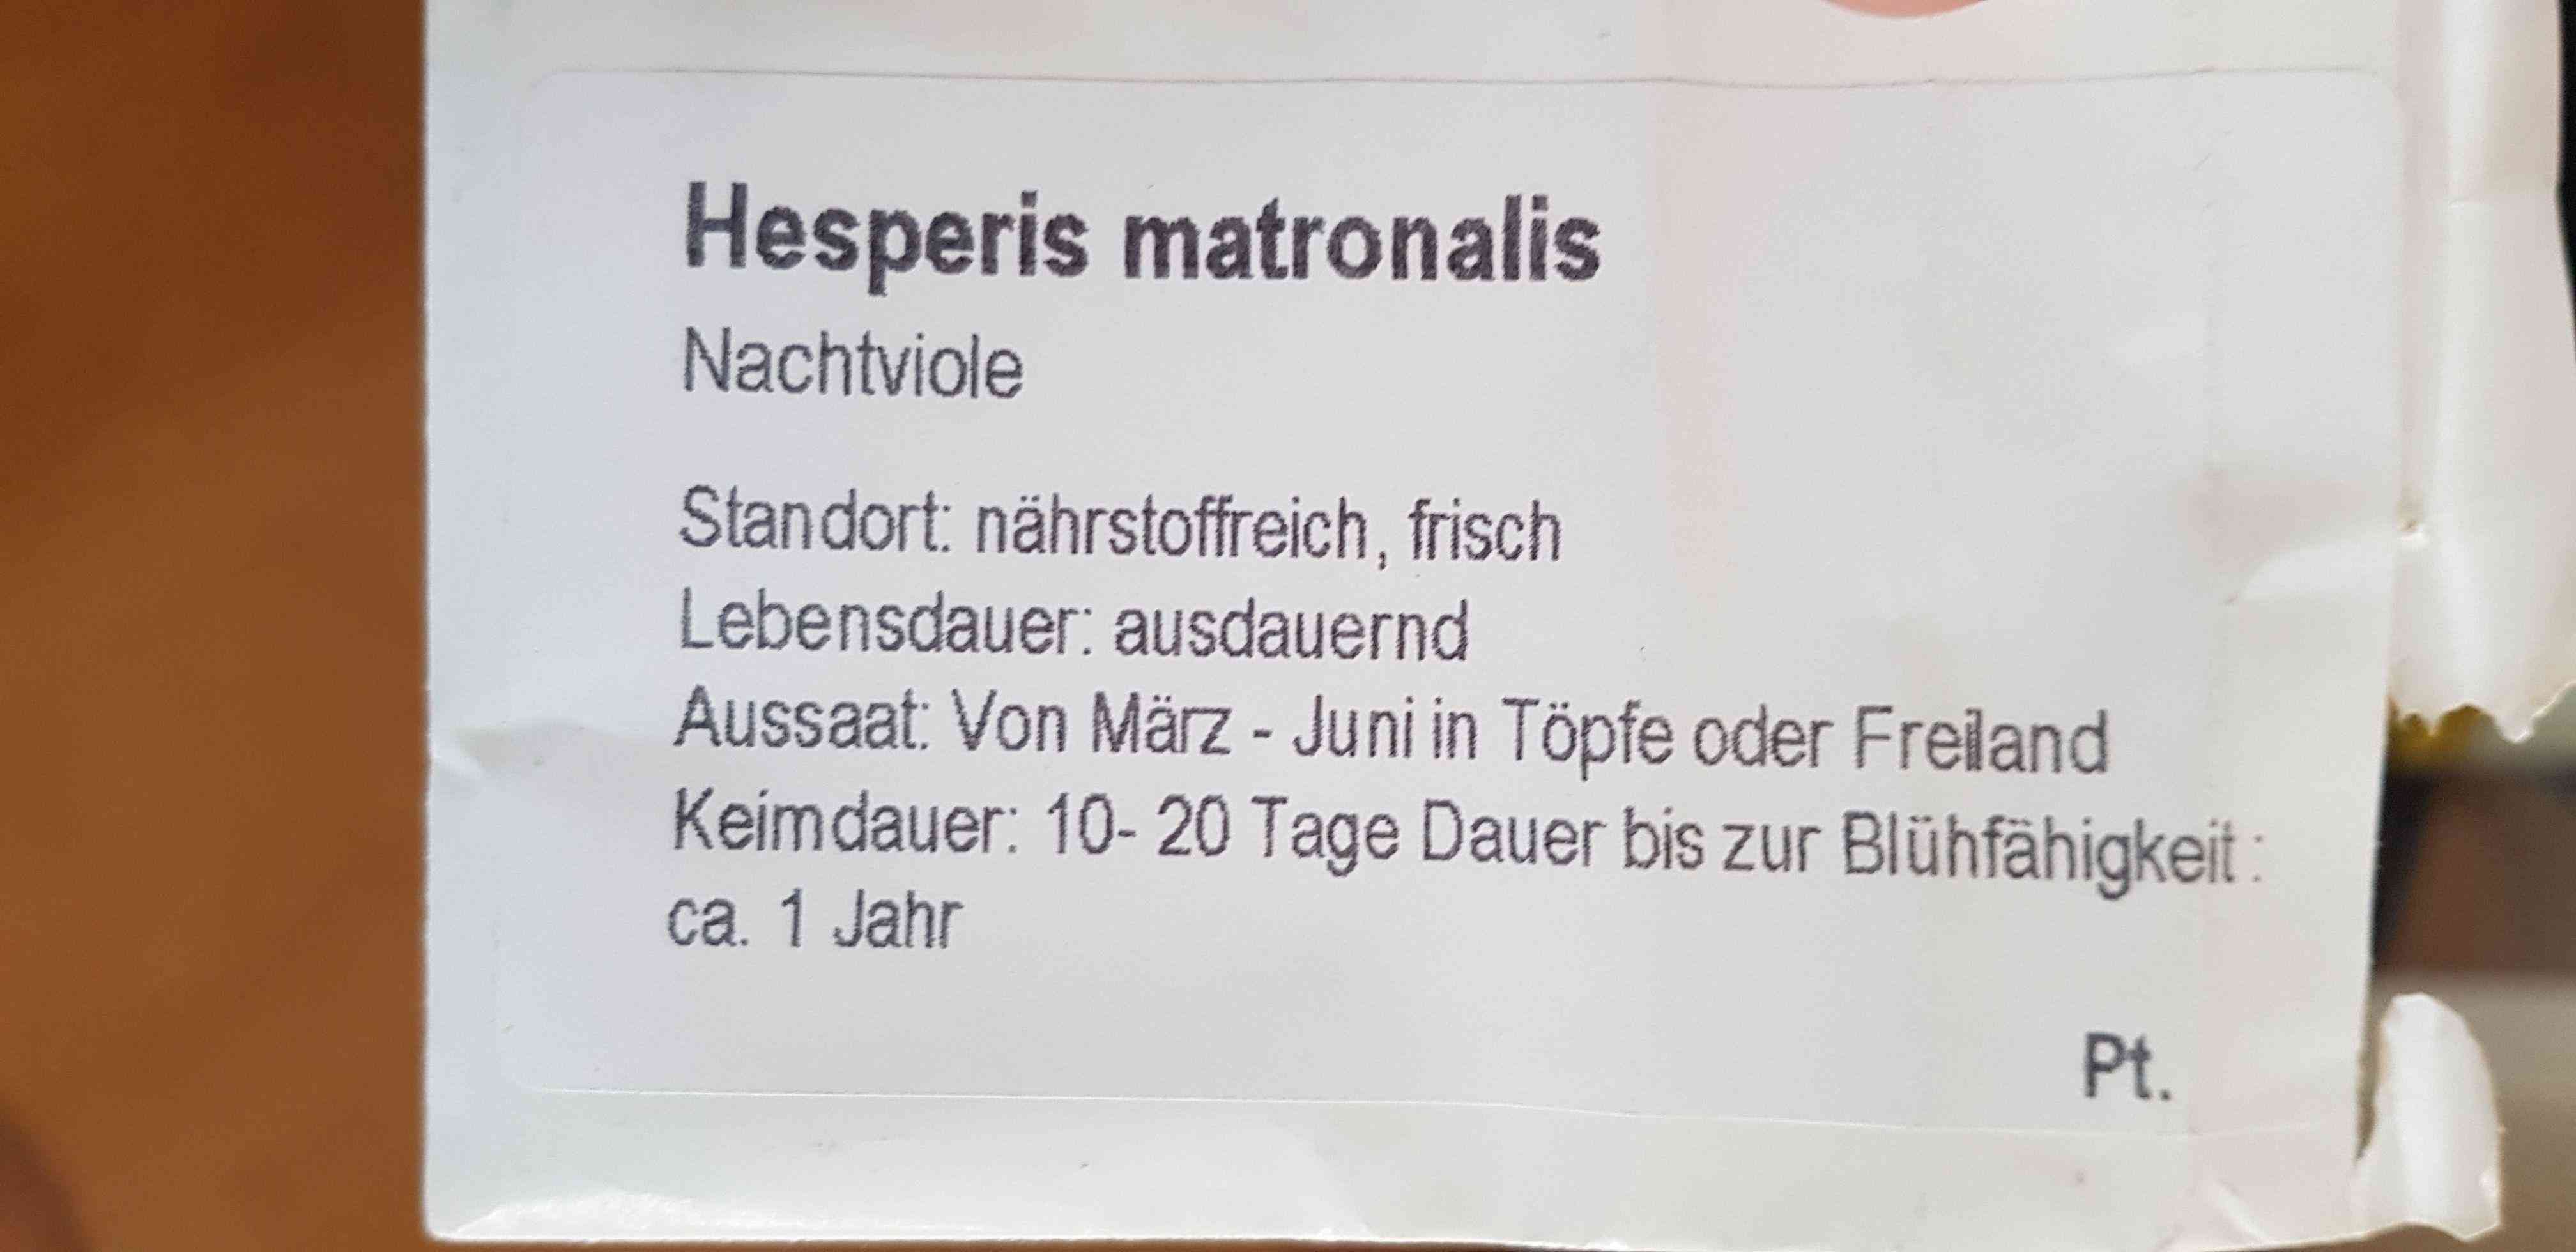 Hesperis matronalis
Nachtviole
Standort: nährstoffreich, frisch
Lebensdauer: ausdauernd
Aussaat: Von März - Juni in Töpfe oder Freiland
Keimdauer: 10- 20 Tage Dauer bis zur Blühfähigkeit :
ca. 1 Jahr
Pt.